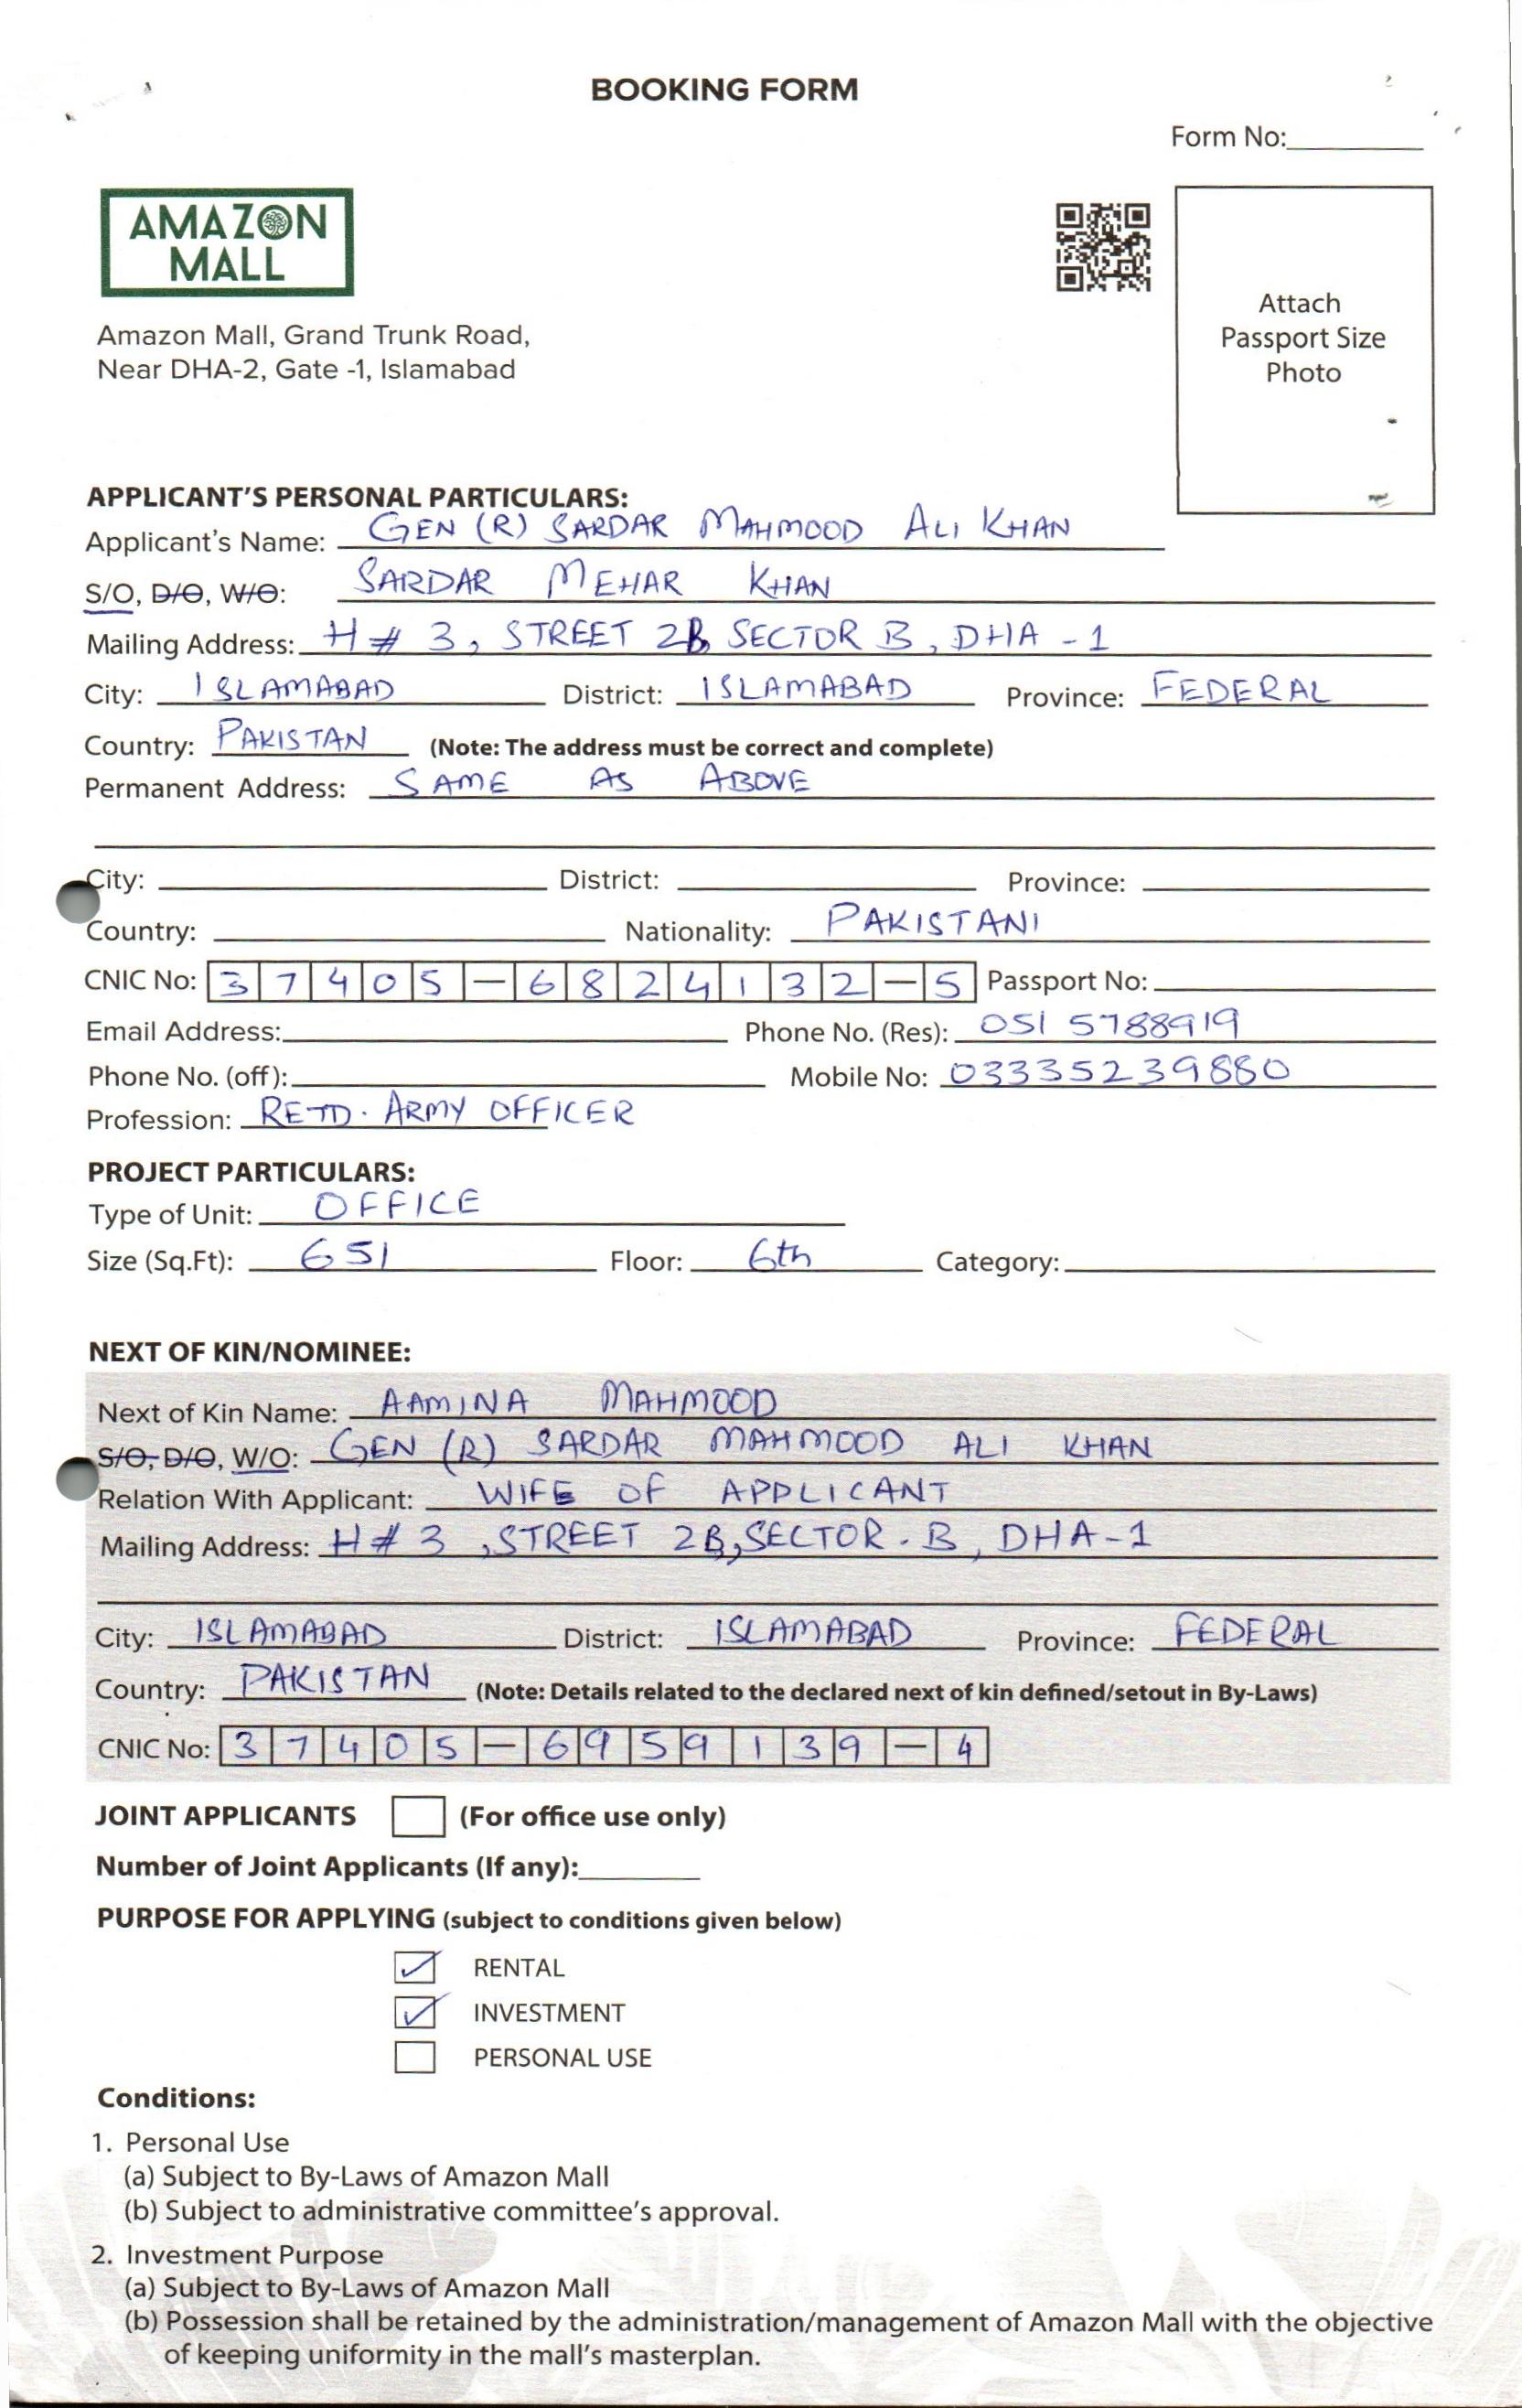 BOOKING FORM
Form No:
AMAZON
MALL
Amazon Mall, Grand Trunk Road,
Near DHA-2, Gate -1, Islamabad
Attach
Passport Size
Photo
APPLICANT'S PERSONAL PARTICULARS:
Applicant's Name: GEN (R) SARDAR MAHMOOD ALI KHAN
S/O, D/O, W/O: SARDAR MEHAR KHAN
Mailing Address: H# 3, STREET 2B, SECTOR B, DHA -1
City: ISLAMABAD District: ISLAMABAD Province: FEDERAL
Country: PAKISTAN (Note: The address must be correct and complete)
Permanent Address: SAME AS ABOVE
City: District: Province:
Country: Nationality: PAKISTANI
CNIC No: 37405-6824132-5 Passport No:
Email Address: Phone No. (Res): 051 5788919
Phone No. (off): Mobile No: 03335239880
Profession: RETD. ARMY OFFICER
PROJECT PARTICULARS:
Type of Unit: OFFICE
Size (Sq.Ft): 651 Floor: 6th Category:
NEXT OF KIN/NOMINEE:
Next of Kin Name: AAMINA MAHMOOD
S/O, D/O, W/O: GEN (R) SARDAR MAHMOOD ALI KHAN
Relation With Applicant: WIFE OF APPLICANT
Mailing Address: H# 3, STREET 2B, SECTOR. B, DHA-1
City: ISLAMABAD District: ISLAMABAD Province: FEDERAL
Country: PAKISTAN (Note: Details related to the declared next of kin defined/setout in By-Laws)
CNIC No: 37405-6959139-4
JOINT APPLICANTS (For office use only)
Number of Joint Applicants (If any):
PURPOSE FOR APPLYING (subject to conditions given below)
RENTAL
INVESTMENT
PERSONAL USE
Conditions:
1. Personal Use
(a) Subject to By-Laws of Amazon Mall
(b) Subject to administrative committee's approval.
2. Investment Purpose
(a) Subject to By-Laws of Amazon Mall
(b) Possession shall be retained by the administration/management of Amazon Mall with the objective
of keeping uniformity in the mall's masterplan.